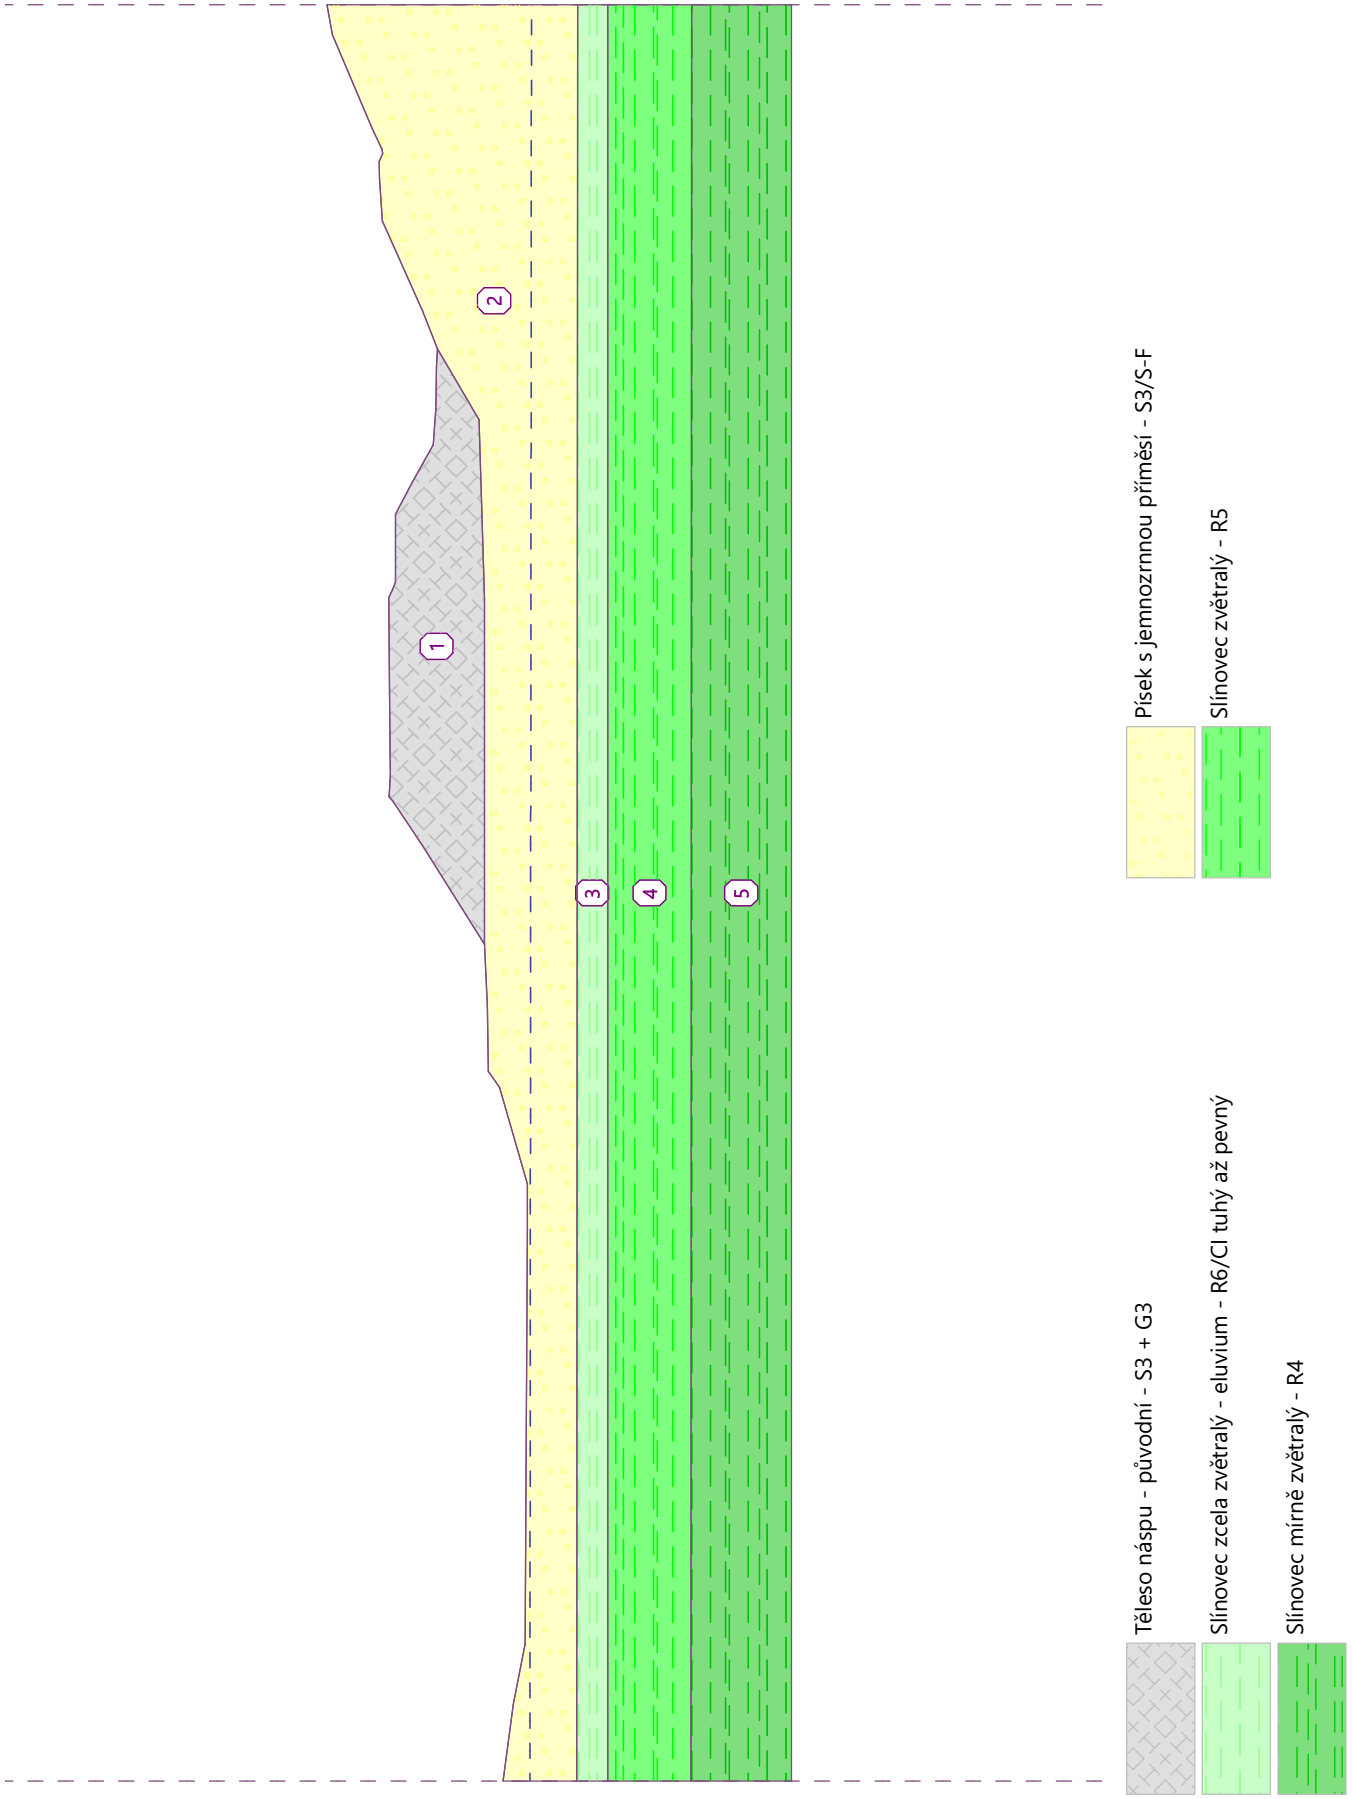 1
2
3
4
5
Těleso náspu - původní - S3 + G3
Písek s jemnozrnnou příměsí - S3/S-F
Slínovec zcela zvětralý - eluvium - R6/CI tuhý až pevný
Slínovec zvětralý - R5
Slínovec mírně zvětralý - R4